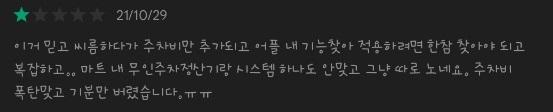 21/10/29
이거 믿고 씨름하다가 주차비만 추가되고 어플 내 기능찾아 적용하려면 한참 찾아야 되고
복잡하고.. 마트 내 무인주차정산기랑 시스템 하나도 안맞고 그냥 따로 노네요. 주차비
폭탄맞고 기분만 버렸습니다.ㅠㅠ